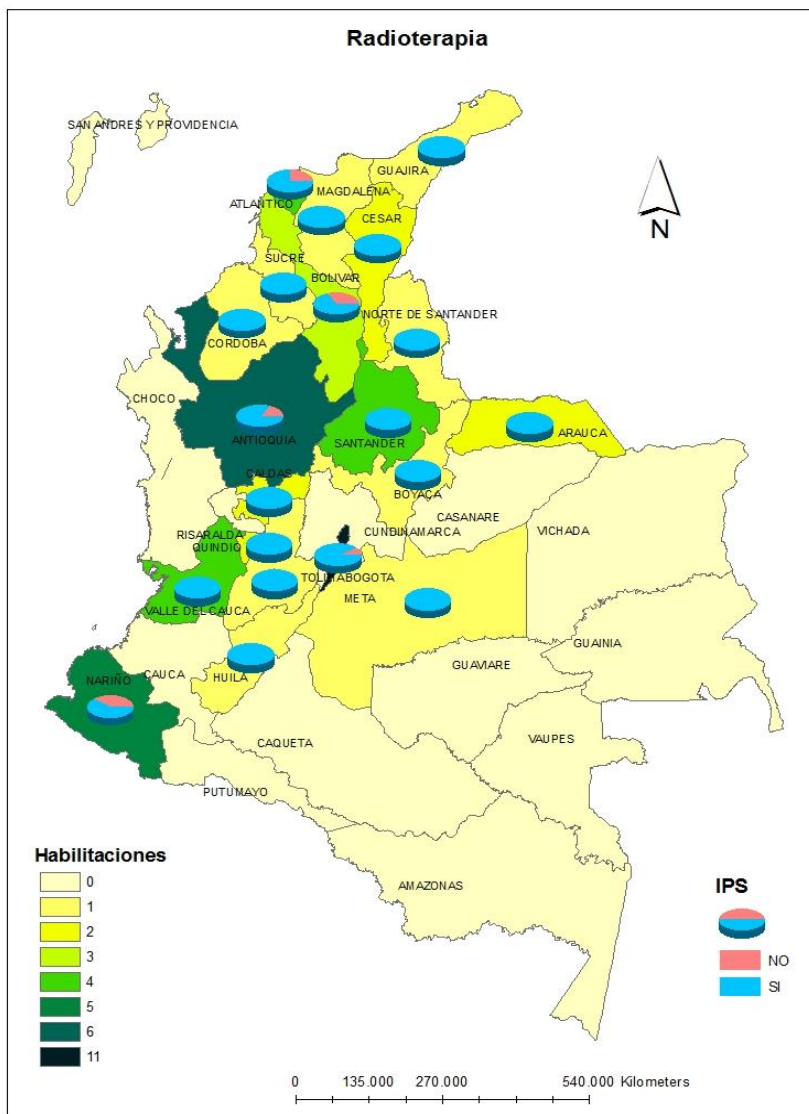 Radioterapia
SAN ANDRES Y PROVIDENCIA
GUAJIRA
MAGDALENA
ATLANTICO
CESAR
N
SUCRE
BOLIVAR
NORTE DE SANTANDER
CORDOBA
CHOCO
ANTIOQUIA
SANTANDER
ARAUCA
CALDAS
BOYACA
CASANARE
CUNDINAMARCA
VICHADA
RISARALDA
QUINDIO
BOGOTA
META
VALLE DEL CAUCA
GUAINIA
CAUCA
HUILA
GUAVIARE
NARIÑO
CAQUETA
VAUPES
PUTUMAYO
AMAZONAS
Habilitaciones
0
1
2
3
4
5
6
11
IPS
NO
SI
0 135.000 270.000 540.000 Kilometers